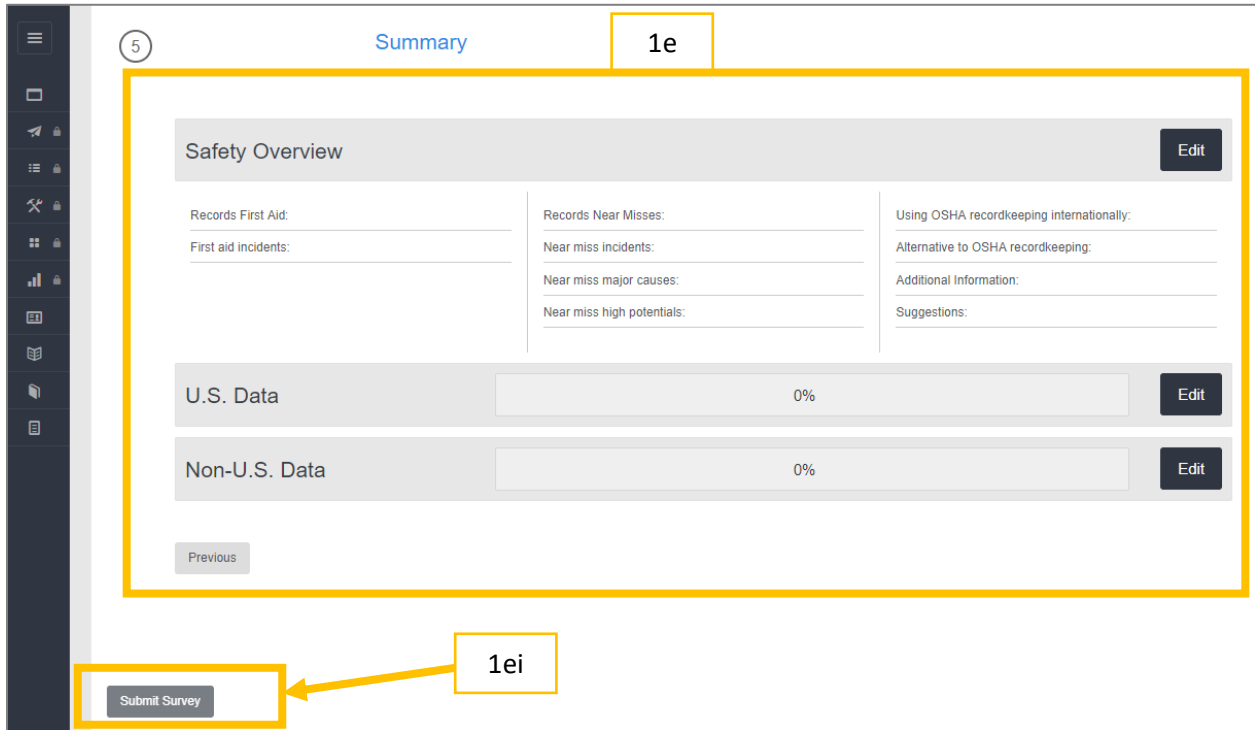 5
Summary
1e
Safety Overview
Edit
Records First Aid:
First aid incidents:
Records Near Misses:
Near miss incidents:
Near miss major causes:
Near miss high potentials:
Using OSHA recordkeeping internationally:
Alternative to OSHA recordkeeping:
Additional Information:
Suggestions:
U.S. Data
0%
Edit
Non-U.S. Data
0%
Edit
Previous
1ei
Submit Survey